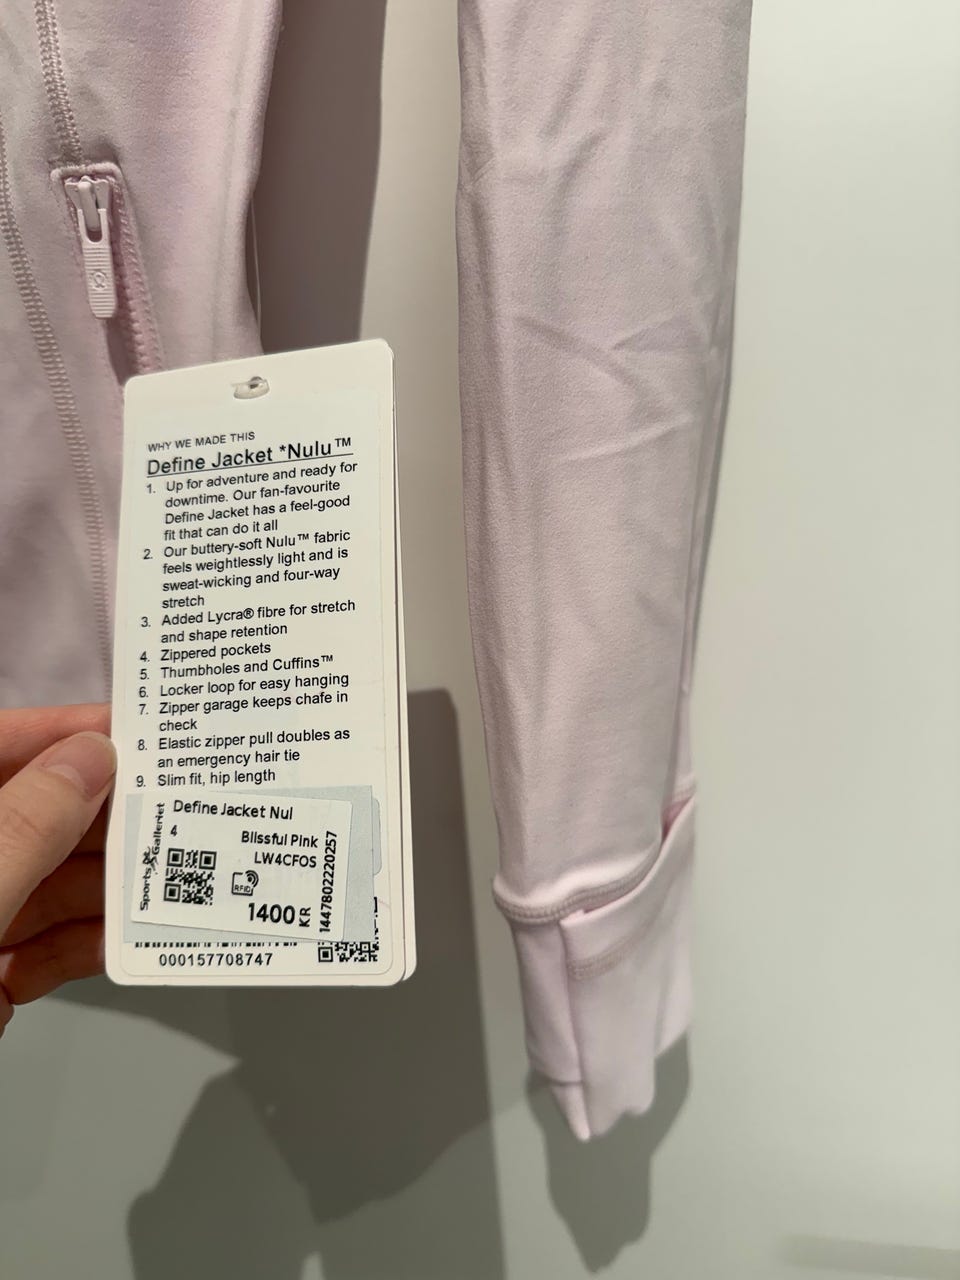 WHY WE MADE THIS
Define Jacket *Nulu™
1. Up for adventure and ready for
downtime. Our fan-favourite
Define Jacket has a feel-good
fit that can do it all
2. Our buttery-soft Nulu™ fabric
feels weightlessly light and is
sweat-wicking and four-way
stretch
3. Added Lycra® fibre for stretch
and shape retention
4. Zippered pockets
5. Thumbholes and Cuffins™
6. Locker loop for easy hanging
7. Zipper garage keeps chafe in
check
8. Elastic zipper pull doubles as
an emergency hair tie
9. Slim fit, hip length
Define Jacket Nul
4
Blissful Pink
LW4CFOS
Sports Galleriet
RFID
1400 KR
1447802220257
000157708747